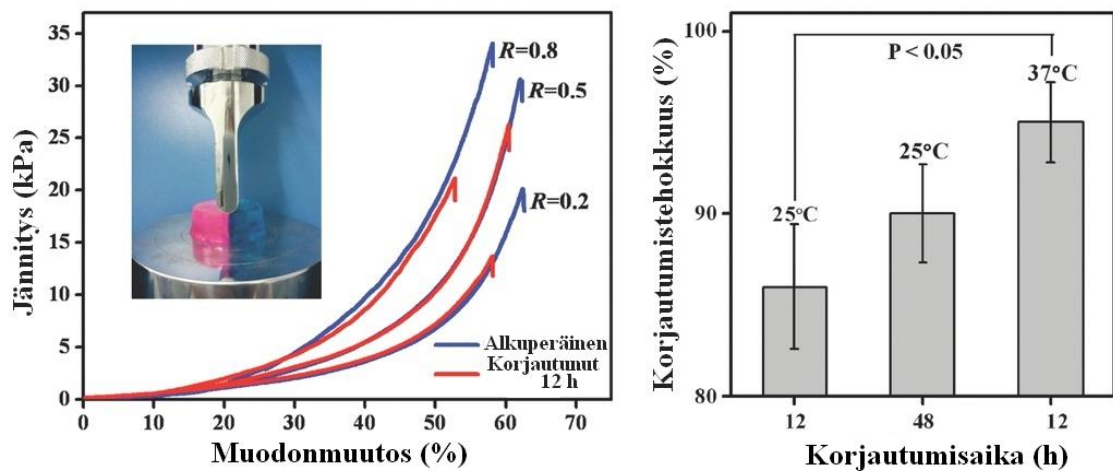 35
30
25
20
15
10
5
0
Jännitys (kPa)
R=0.8
R=0.5
R=0.2
Alkuperäinen
Korjautunut
12 h
0 10 20 30 40 50 60 70
Muodonmuutos (%)
100
90
80
Korjautumistehokkuus (%)
P < 0.05
25°C
25°C
37°C
12 48 12
Korjautumisaika (h)